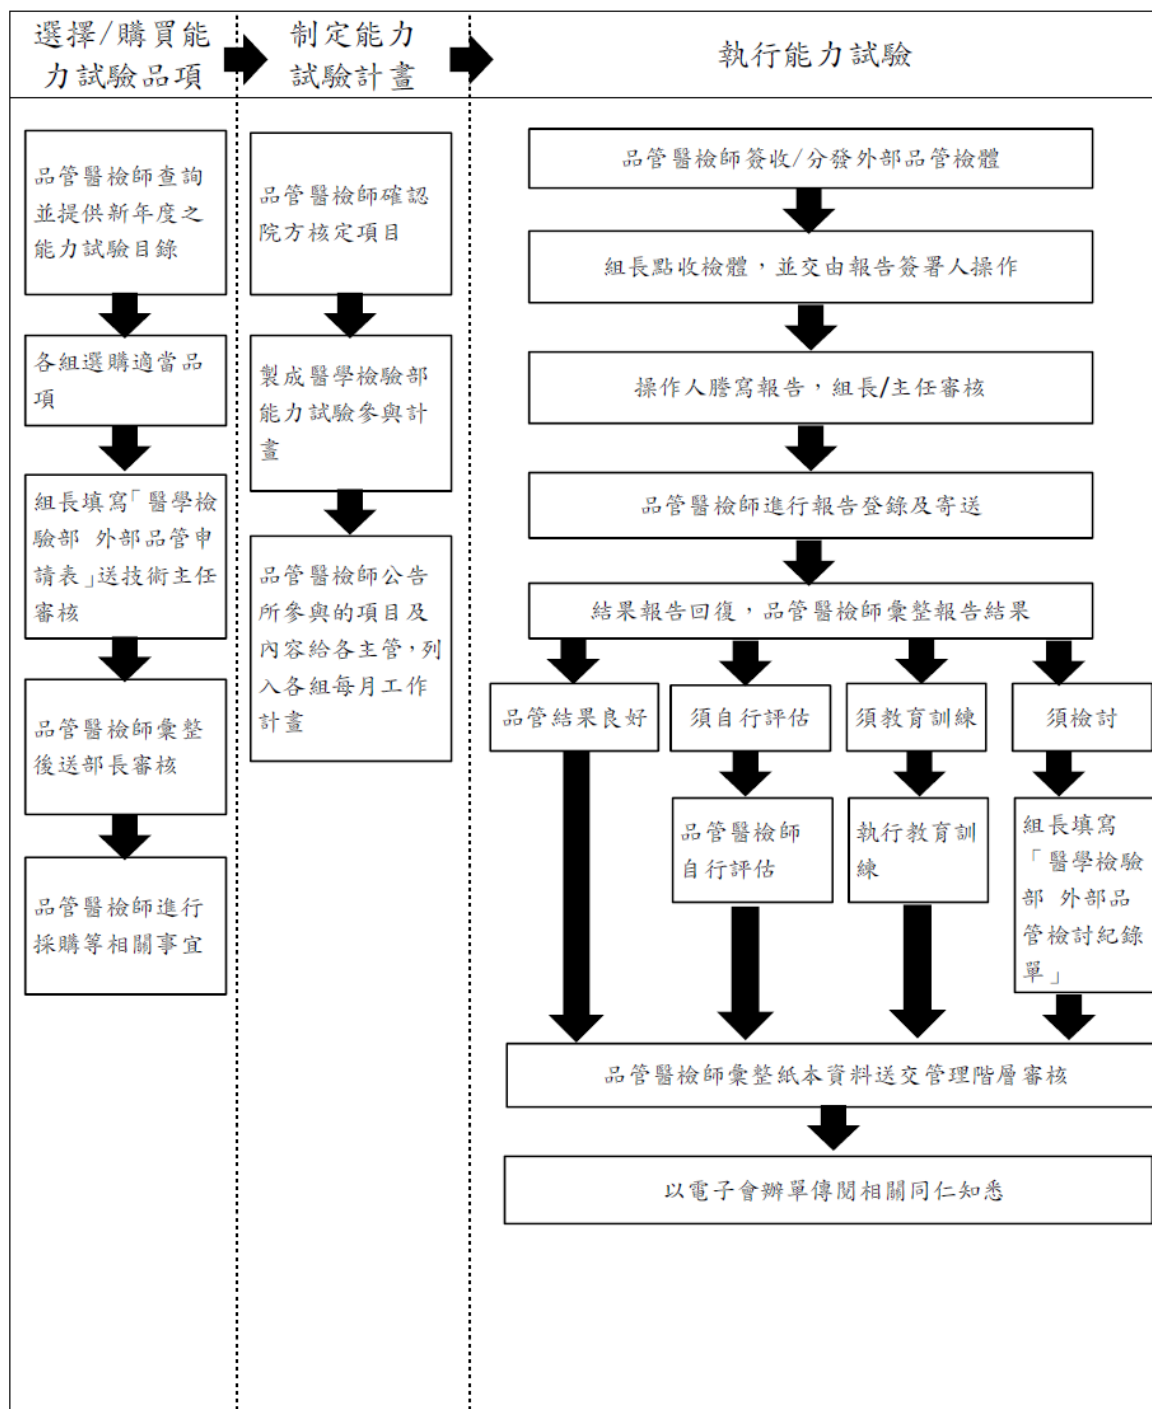 選擇/購買能
力試驗品項
制定能力
試驗計畫
執行能力試驗
品管醫檢師查詢
並提供新年度之
能力試驗目錄
各組選購適當品
項
組長填寫「醫學檢
驗部 外部品管申
請表」送技術主任
審核
品管醫檢師彙整
後送部長審核
品管醫檢師進行
採購等相關事宜
品管醫檢師確認
院方核定項目
製成醫學檢驗部
能力試驗參與計
畫
品管醫檢師公告
所參與的項目及
內容給各主管，列
入各組每月工作
計畫
品管醫檢師簽收/分發外部品管檢體
組長點收檢體，並交由報告簽署人操作
操作人謄寫報告，組長/主任審核
品管醫檢師進行報告登錄及寄送
結果報告回復，品管醫檢師彙整報告結果
品管結果良好
須自行評估
須教育訓練
須檢討
品管醫檢師
自行評估
執行教育訓
練
組長填寫
「醫學檢驗
部 外部品
管檢討紀錄
單」
品管醫檢師彙整紙本資料送交管理階層審核
以電子會辦單傳閱相關同仁知悉